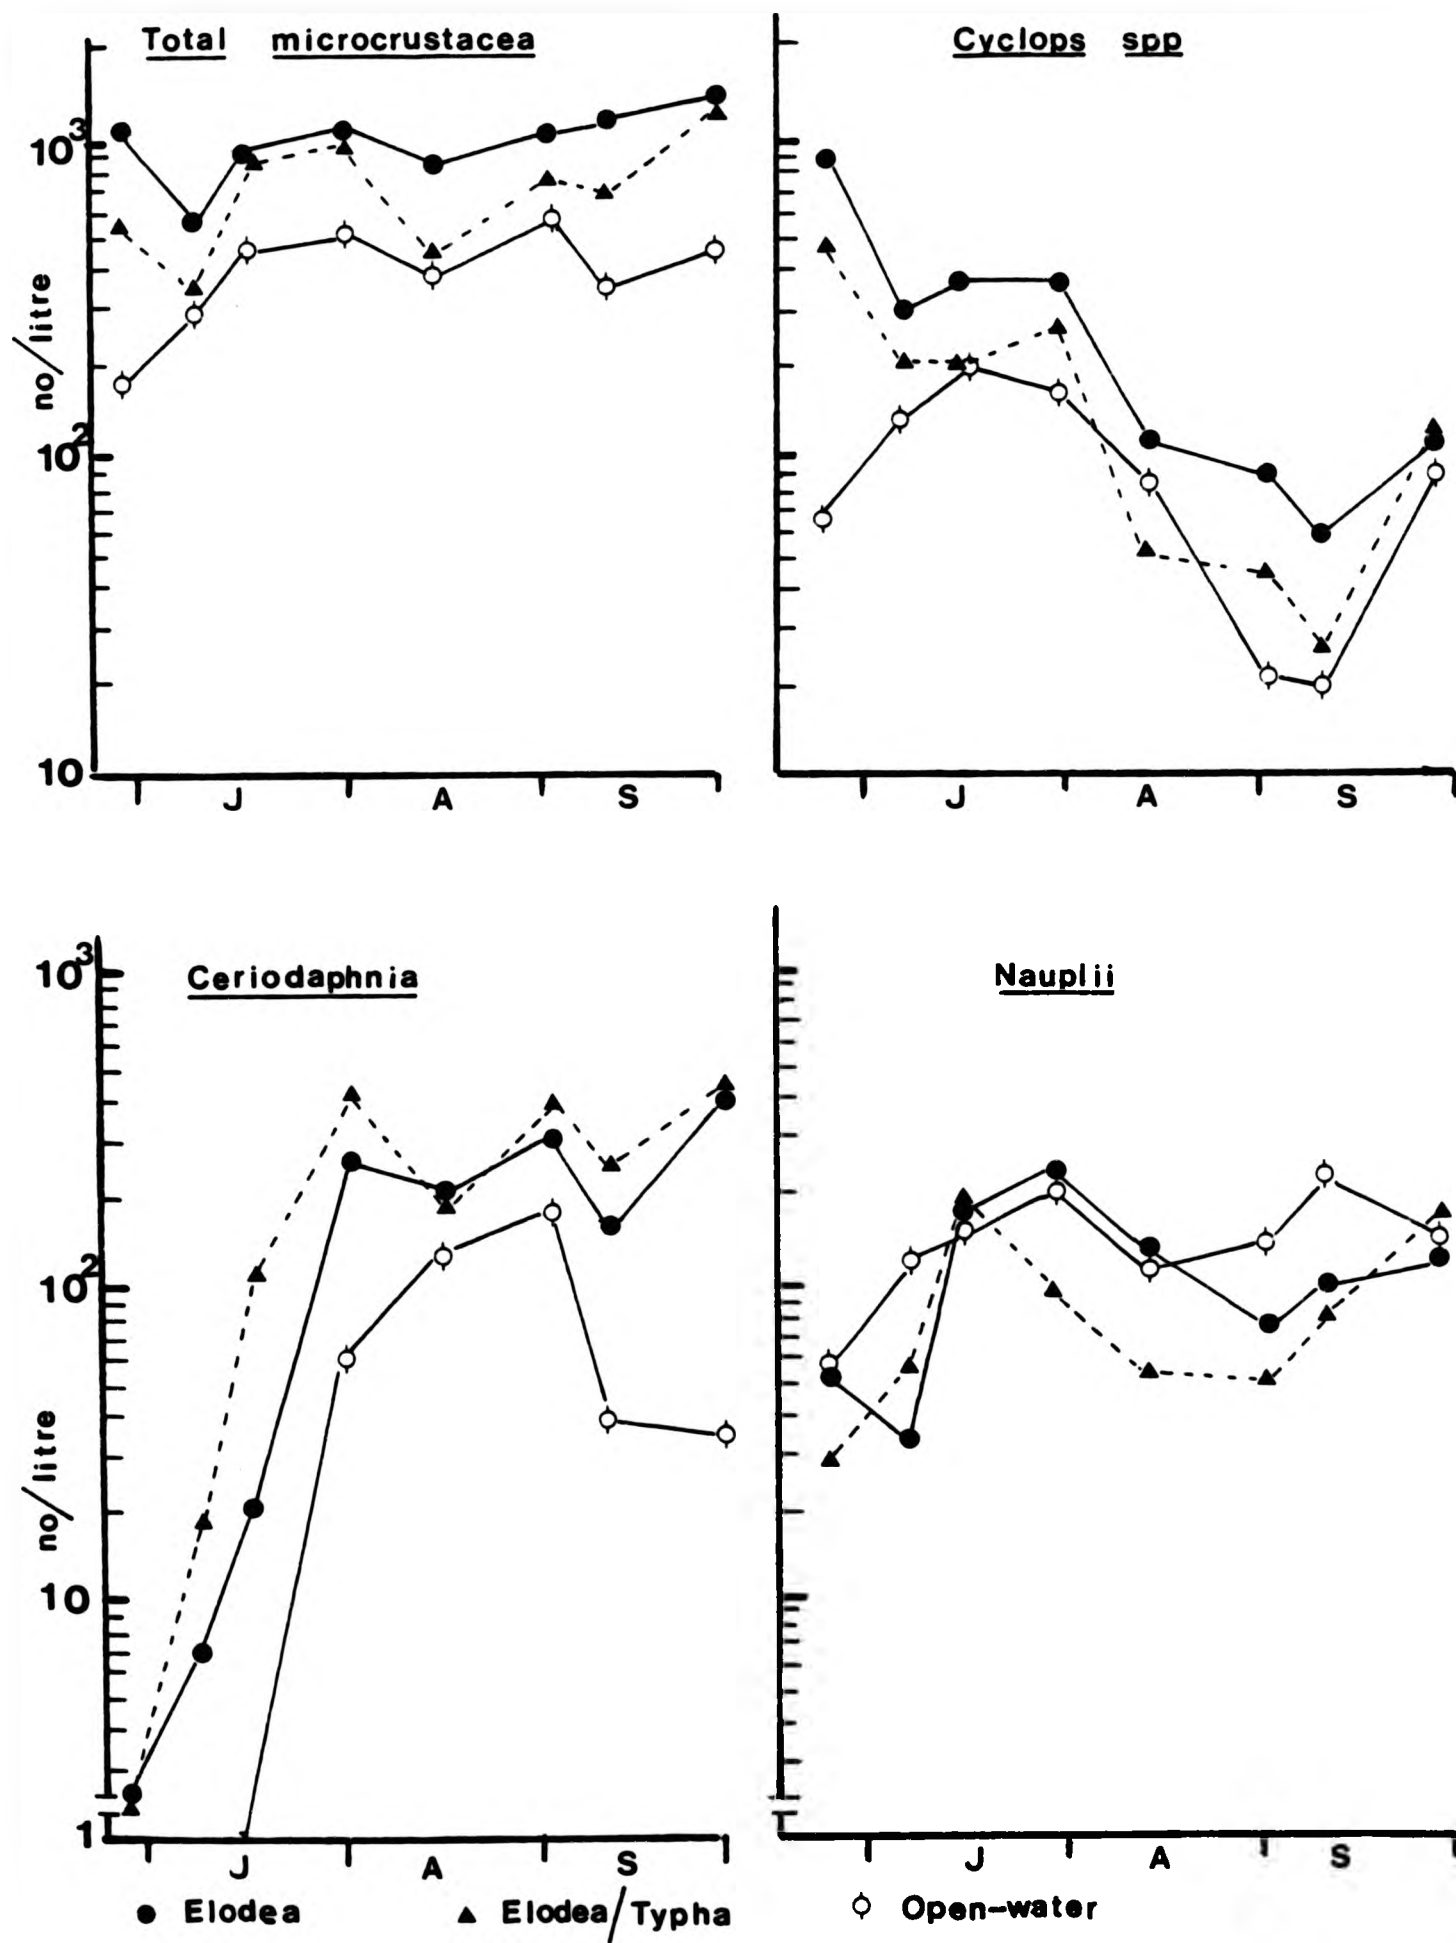 Total microcrustacea
Cyclops spp
10³
10²
10
no/litre
J A S
J A S
Ceriodaphnia
Nauplii
10³
10²
10
1
no/litre
J A S
J A S
● Elodea ▲ Elodea/Typha Open-water